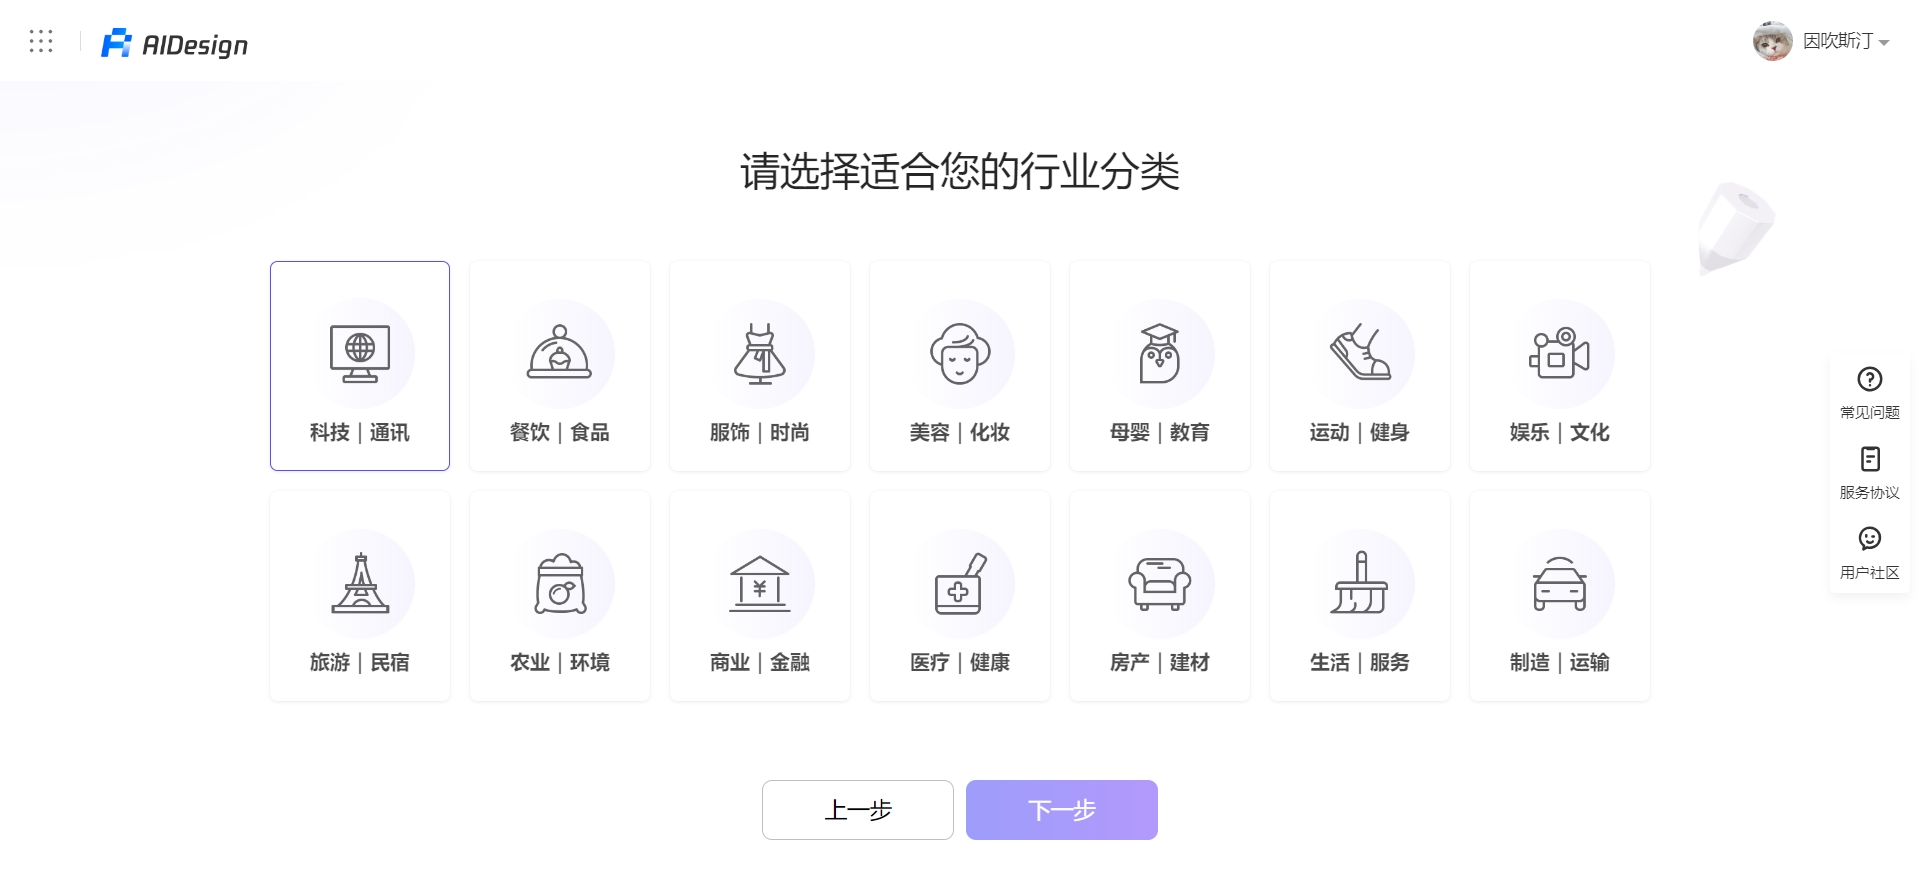 AIDesign
因吹斯汀
请选择适合您的行业分类
科技 | 通讯
餐饮 | 食品
服饰 | 时尚
美容 | 化妆
母婴 | 教育
运动 | 健身
娱乐 | 文化
旅游 | 民宿
农业 | 环境
商业 | 金融
医疗 | 健康
房产 | 建材
生活 | 服务
制造 | 运输
常见问题
服务协议
用户社区
上一步
下一步